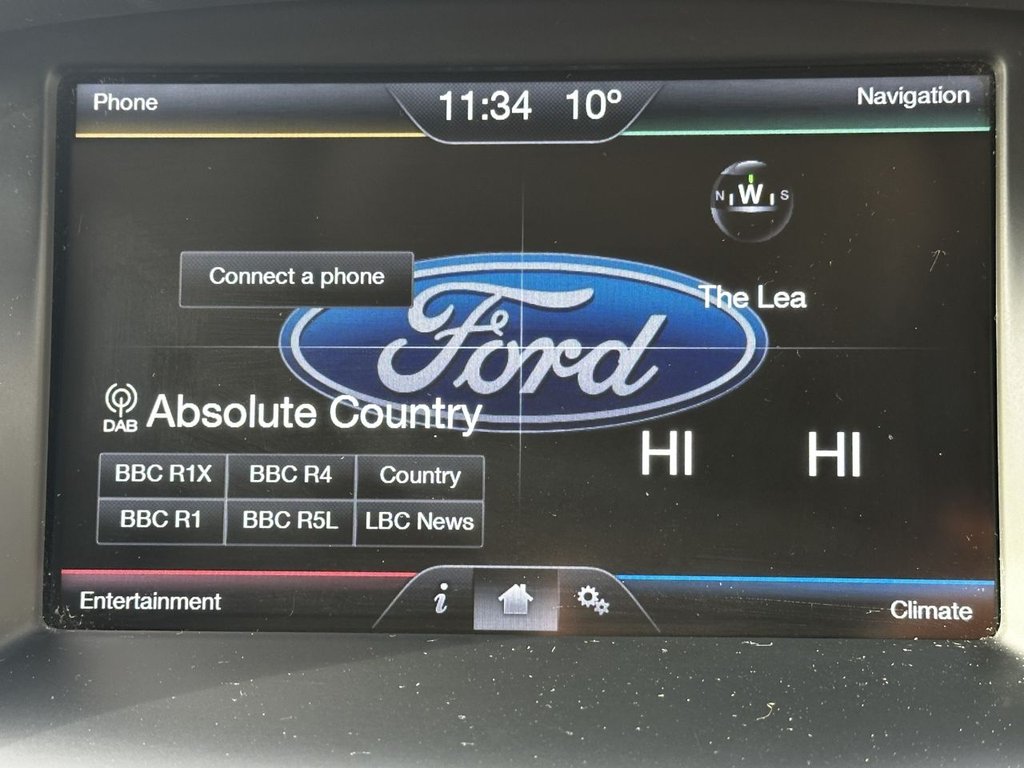 Phone
11:34 10º
Navigation
N W S
Connect a phone
The Lea
Ford
DAB
Absolute Country
HI HI
BBC R1X BBC R4 Country
BBC R1 BBC R5L LBC News
Entertainment
i
Climate